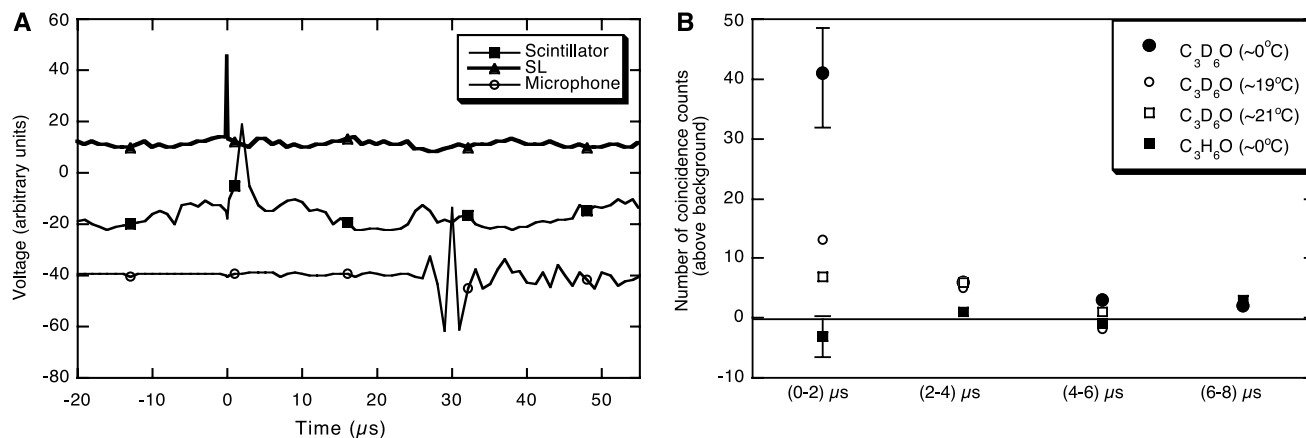 A
Voltage (arbitrary units)
60
40
20
0
-20
-40
-60
-80
-20
-10
0
10
20
30
40
50
Time (µs)
Scintillator
SL
Microphone
B
Number of coincidence counts
(above background)
50
40
30
20
10
0
-10
(0-2) µs
(2-4) µs
(4-6) µs
(6-8) µs
C₃D₆O (~0°C)
C₃D₆O (~19°C)
C₃D₆O (~21°C)
C₃H₆O (~0°C)